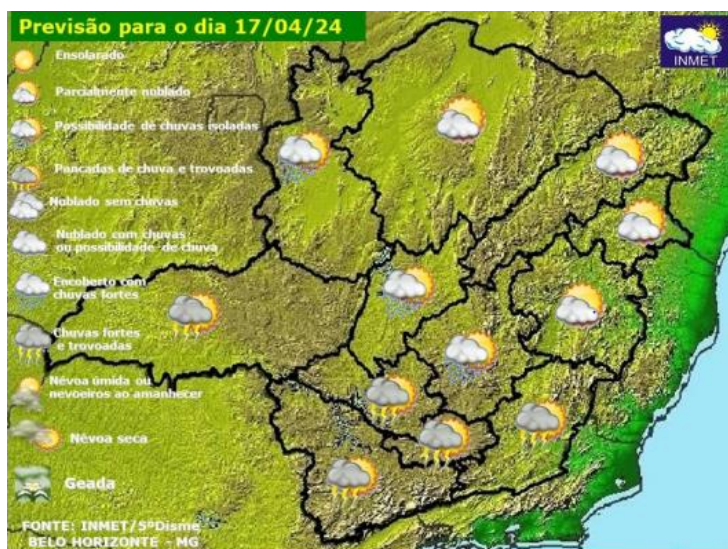 Previsão para o dia 17/04/24
INMET
Ensolarado
Parcialmente noblado
Possibilidade de chuvas isoladas
Pancadas de chuva e trovoadas
Noblado sem chuvas
Nublado com chuvas
ou possibilidade de chuva
Encoberto com
chuvas fortes
Chuvas fortes
e trovoadas
Névoa úmida ou
nevoeiros ao amanhecer
Névoa seca
Geada
FONTE: INMET/5ºDisme
BELO HORIZONTE - MG